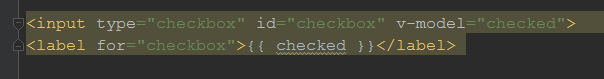 <input type="checkbox" id="checkbox" v-model="checked">
<label for="checkbox">{{ checked }}</label>